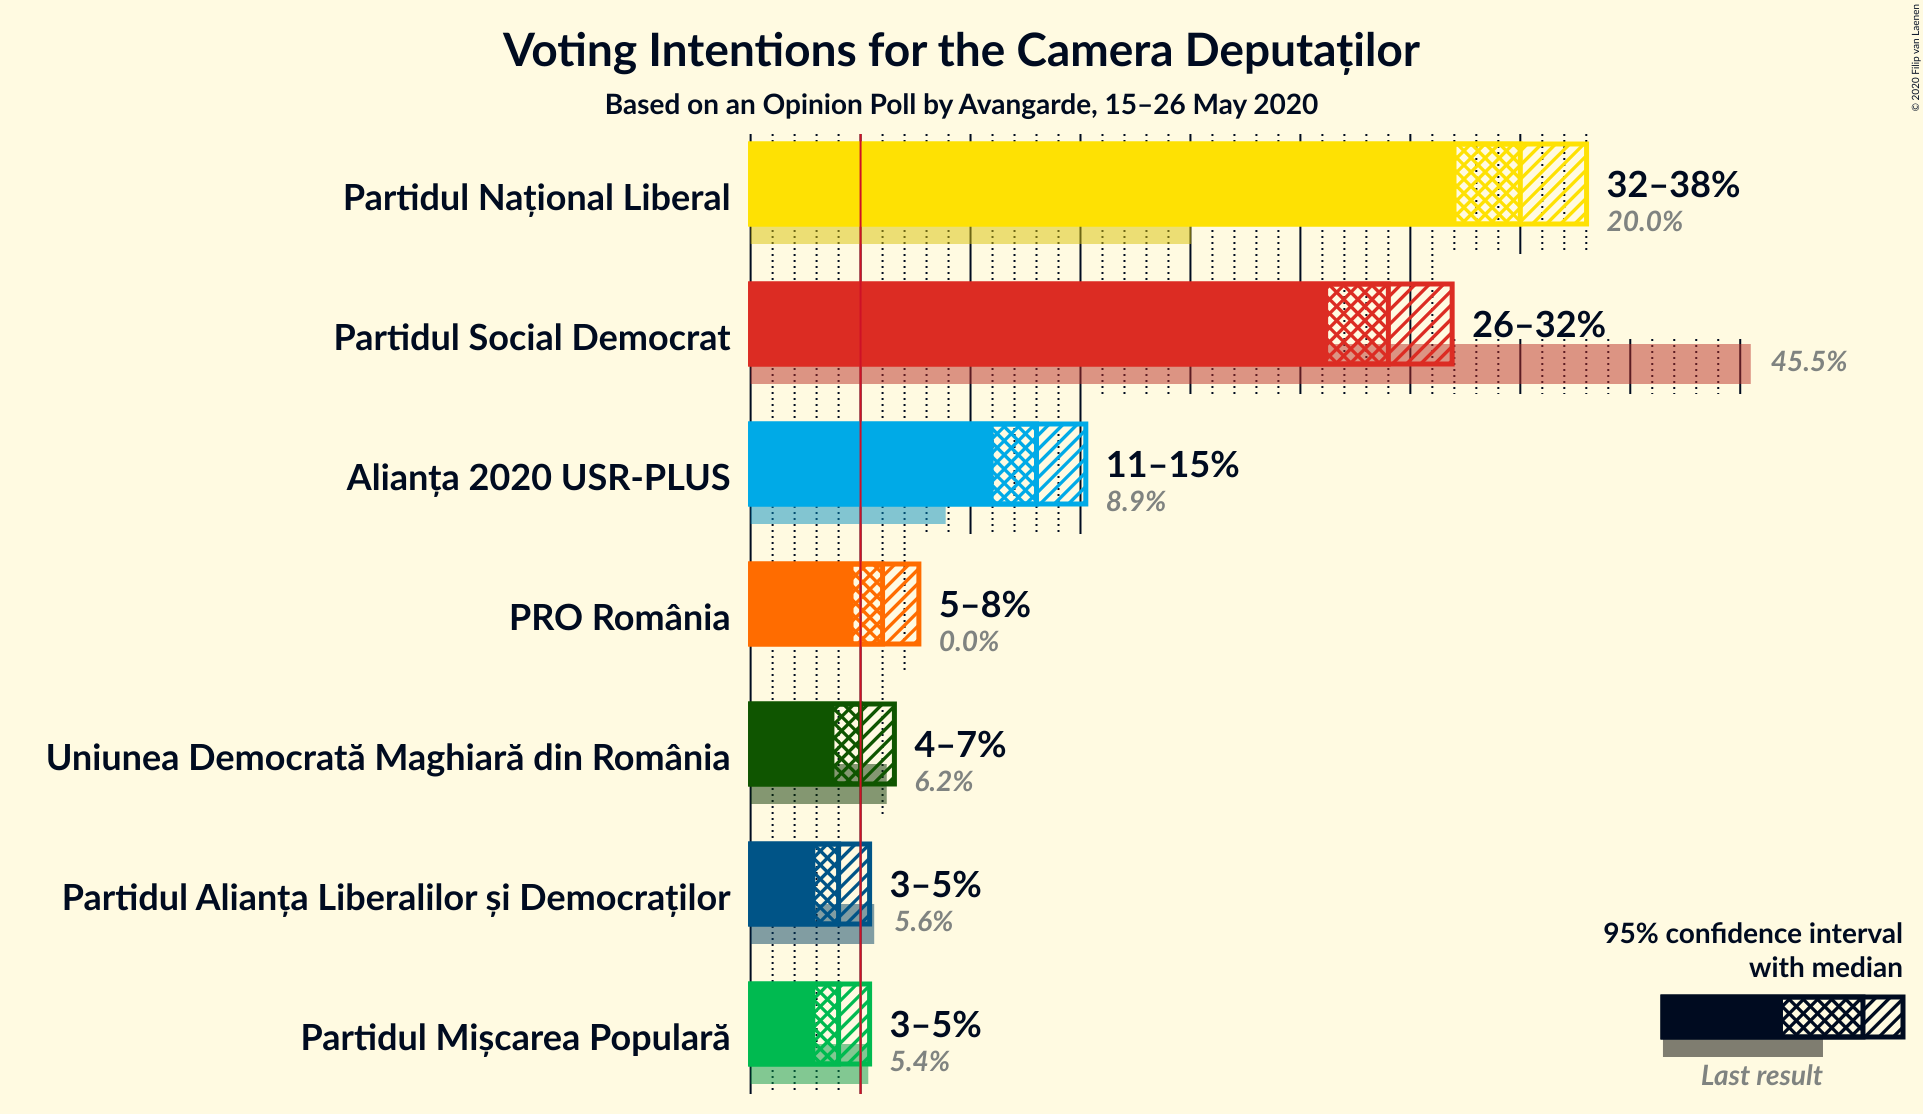 Voting Intentions for the Camera Deputaților
Based on an Opinion Poll by Avangarde, 15–26 May 2020
© 2020 Filip van Laenen
Partidul Național Liberal
32–38%
20.0%
Partidul Social Democrat
26–32%
45.5%
Alianța 2020 USR-PLUS
11–15%
8.9%
PRO România
5–8%
0.0%
Uniunea Democrată Maghiară din România
4–7%
6.2%
Partidul Alianța Liberalilor și Democraților
3–5%
5.6%
Partidul Mișcarea Populară
3–5%
5.4%
95% confidence interval
with median
Last result